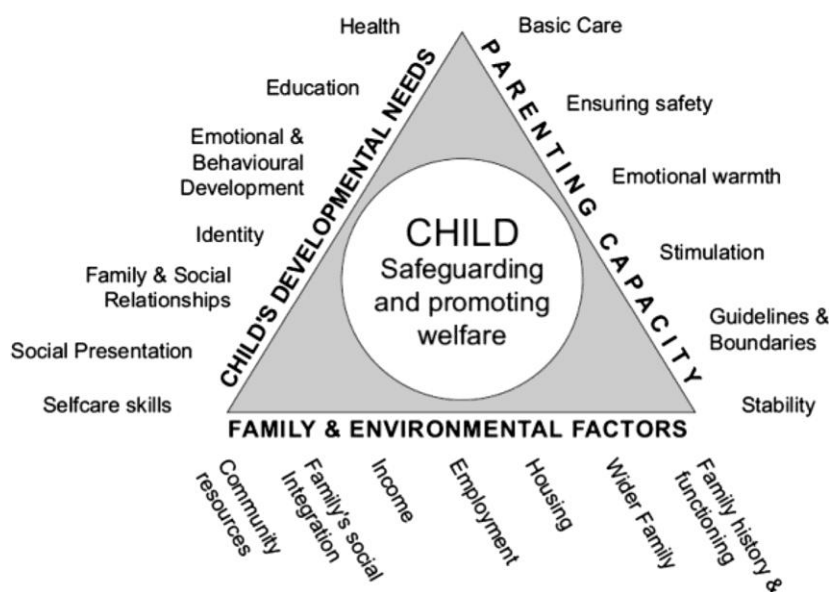 Health
Education
Emotional &
Behavioural
Development
Identity
Family & Social
Relationships
Social Presentation
Selfcare skills
CHILD'S DEVELOPMENTAL NEEDS
CHILD
Safeguarding
and promoting
welfare
PARENTING CAPACITY
Basic Care
Ensuring safety
Emotional warmth
Stimulation
Guidelines &
Boundaries
Stability
FAMILY & ENVIRONMENTAL FACTORS
Community
resources
Family's social
Integration
Income
Employment
Housing
Wider Family
Family history &
functioning